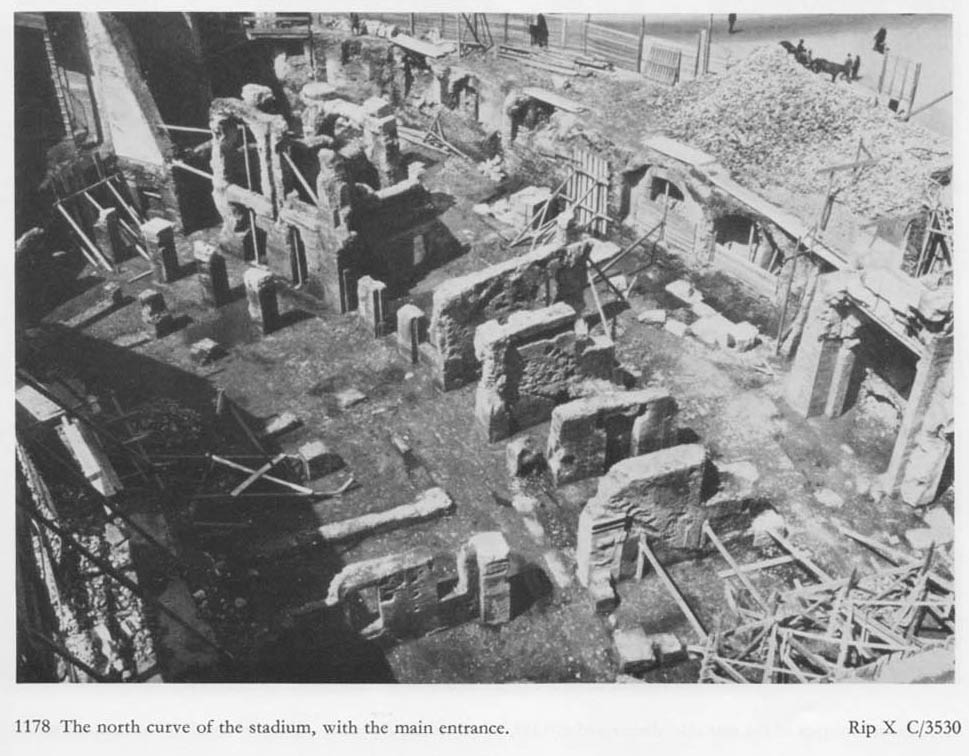 1178 The north curve of the stadium, with the main entrance. Rip X C/3530